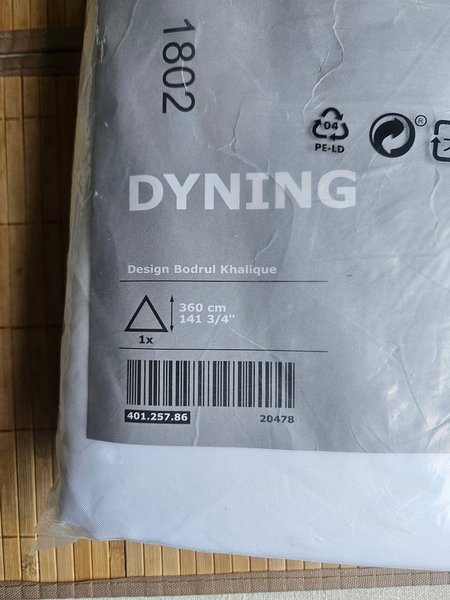 1802
04
PE-LD
®
DYNING
Design Bodrul Khalique
360 cm
141 3/4"
1x
401.257.86
20478